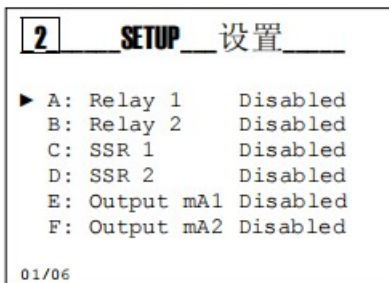 2 SETUP 设置
► A: Relay 1 Disabled
B: Relay 2 Disabled
C: SSR 1 Disabled
D: SSR 2 Disabled
E: Output mA1 Disabled
F: Output mA2 Disabled
01/06